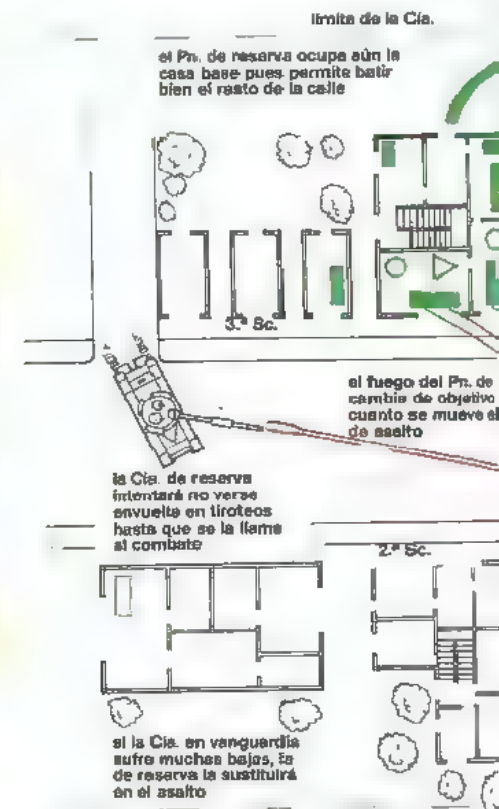 límite de la Cía.
el Pn. de reserva ocupa aún la
casa base pues permite batir
bien el resto de la calle
3.ª Sc.
el fuego del Pn. de
cambia de objetivo
cuanto se mueve el
de asalto
la Cía. de reserva
intentará no verse
envuelta en tiroteos
hasta que se la llame
al combate
2.ª Sc.
si la Cía. en vanguardia
sufre muchas bajas, la
de reserva la sustituirá
en el asalto